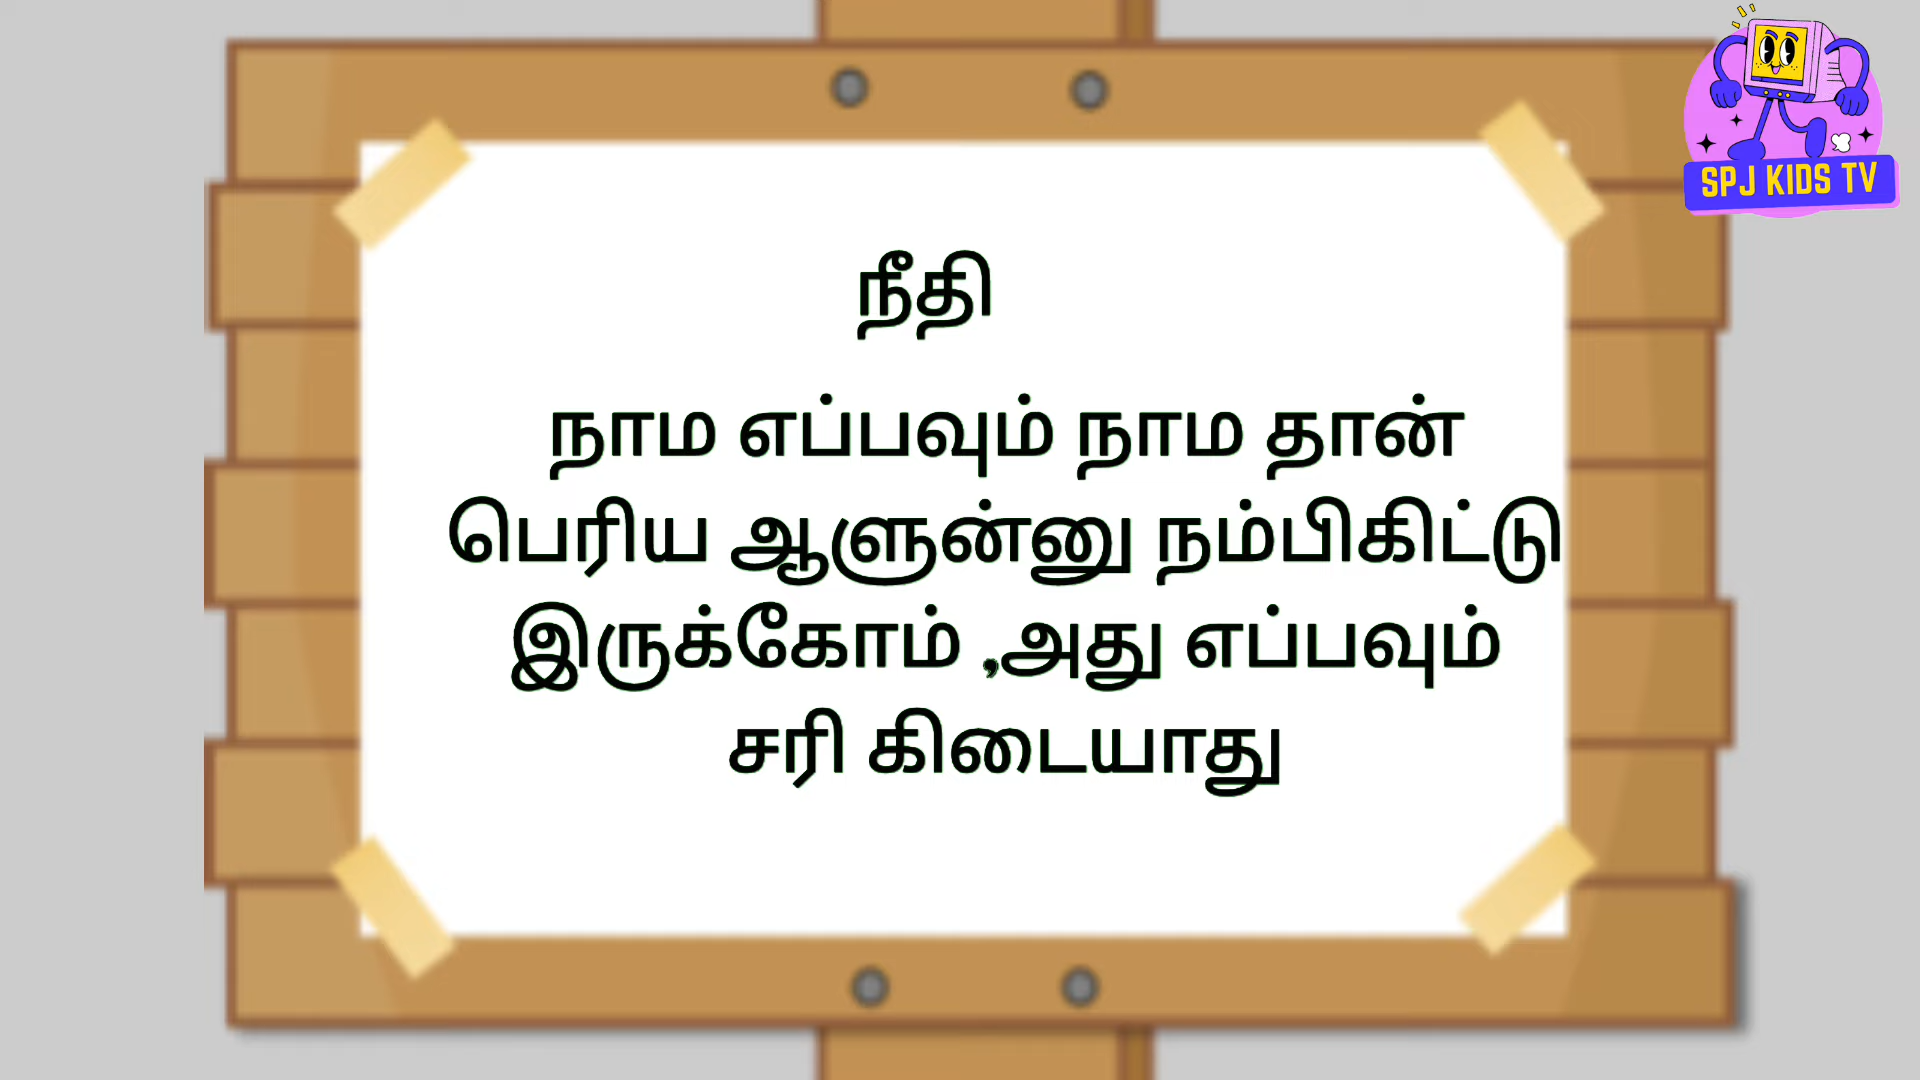 SPJ KIDS TV
நீதி
நாம எப்பவும் நாம தான்
பெரிய ஆளுன்னு நம்பிகிட்டு
இருக்கோம் ,அது எப்பவும்
சரி கிடையாது